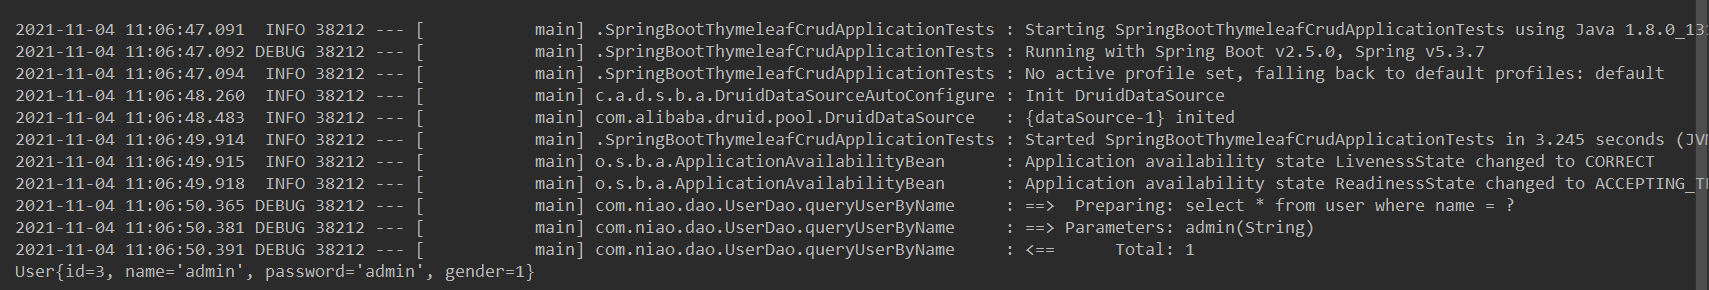 2021-11-04 11:06:47.091  INFO 38212 --- [           main] .SpringBootThymeleafCrudApplicationTests : Starting SpringBootThymeleafCrudApplicationTests using Java 1.8.0_131
2021-11-04 11:06:47.092 DEBUG 38212 --- [           main] .SpringBootThymeleafCrudApplicationTests : Running with Spring Boot v2.5.0, Spring v5.3.7
2021-11-04 11:06:47.094  INFO 38212 --- [           main] .SpringBootThymeleafCrudApplicationTests : No active profile set, falling back to default profiles: default
2021-11-04 11:06:48.260  INFO 38212 --- [           main] c.a.d.s.b.a.DruidDataSourceAutoConfigure : Init DruidDataSource
2021-11-04 11:06:48.483  INFO 38212 --- [           main] com.alibaba.druid.pool.DruidDataSource   : {dataSource-1} inited
2021-11-04 11:06:49.914  INFO 38212 --- [           main] .SpringBootThymeleafCrudApplicationTests : Started SpringBootThymeleafCrudApplicationTests in 3.245 seconds (JVM
2021-11-04 11:06:49.915  INFO 38212 --- [           main] o.s.b.a.ApplicationAvailabilityBean      : Application availability state LivenessState changed to CORRECT
2021-11-04 11:06:49.918  INFO 38212 --- [           main] o.s.b.a.ApplicationAvailabilityBean      : Application availability state ReadinessState changed to ACCEPTING_T
2021-11-04 11:06:50.365 DEBUG 38212 --- [           main] com.niao.dao.UserDao.queryUserByName     : ==>  Preparing: select * from user where name = ?
2021-11-04 11:06:50.381 DEBUG 38212 --- [           main] com.niao.dao.UserDao.queryUserByName     : ==> Parameters: admin(String)
2021-11-04 11:06:50.391 DEBUG 38212 --- [           main] com.niao.dao.UserDao.queryUserByName     : <==      Total: 1
User{id=3, name='admin', password='admin', gender=1}